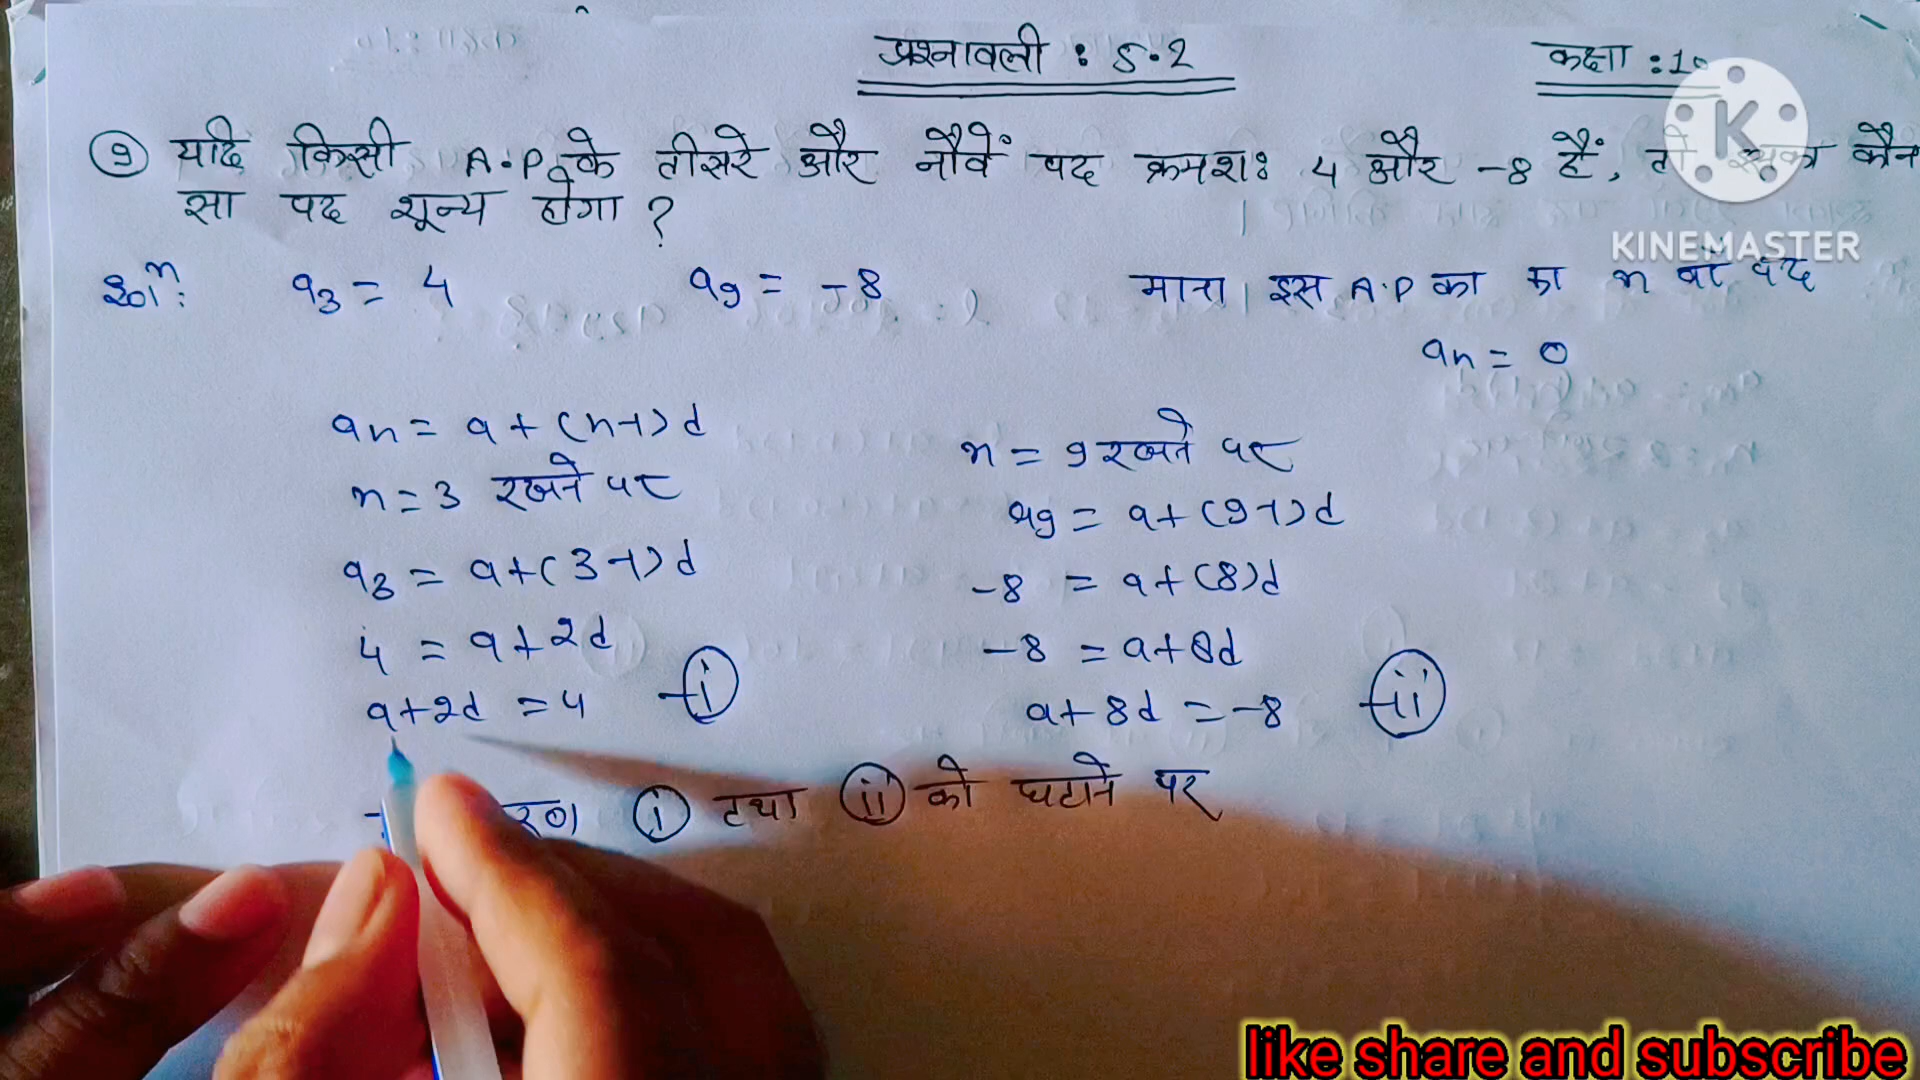 प्रश्नावली : 5.2
कक्षा : 10
KINEMASTER
9 यदि किसी A.P के तीसरे और नौवें पद क्रमशः 4 और -8 हैं, कौन
सा पद शून्य होगा ?
Solⁿ: a₃ = 4 a₉ = -8 माना इस A.P का का n वाँ पद
aₙ = 0
aₙ = a + (n-1)d
n = 3 रखने पर
a₃ = a+(3-1)d
4 = a+2d
a+2d = 4 - i
n = 9 रखने पर
a₉ = a+(9-1)d
-8 = a+(8)d
-8 = a+8d
a+8d = -8 - ii
i तथा ii को घटाने पर
like share and subscribe